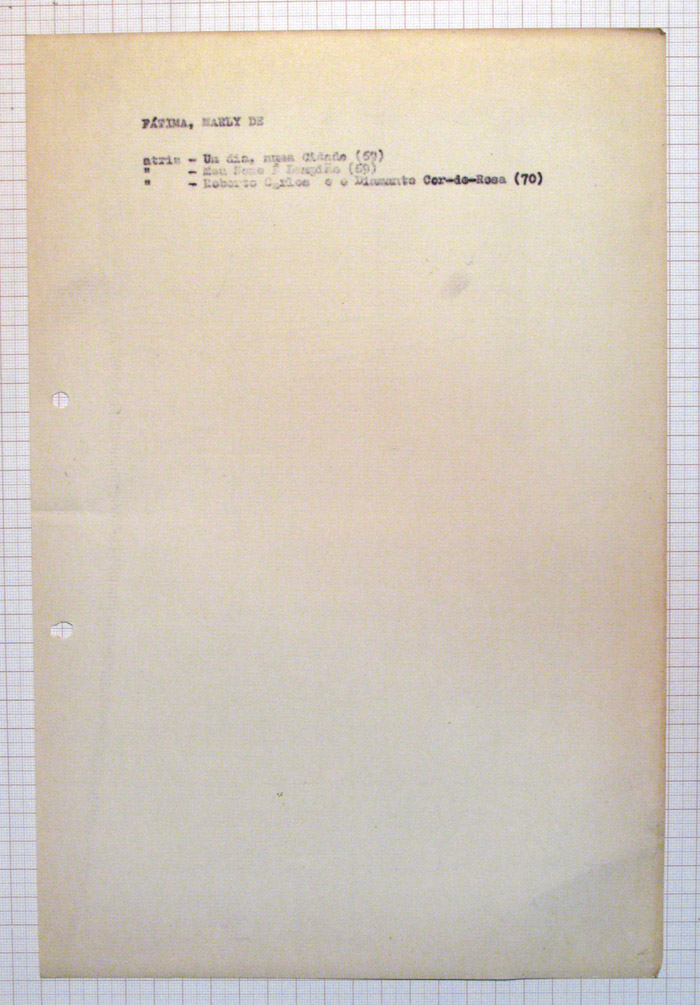 FÁTIMA, MARLY DE
atriz - Um dia, numa Cidade (69)
" - Meu Nome É Lampião (69)
" - Roberto Carlos e o Diamante Cor-de-Rosa (70)